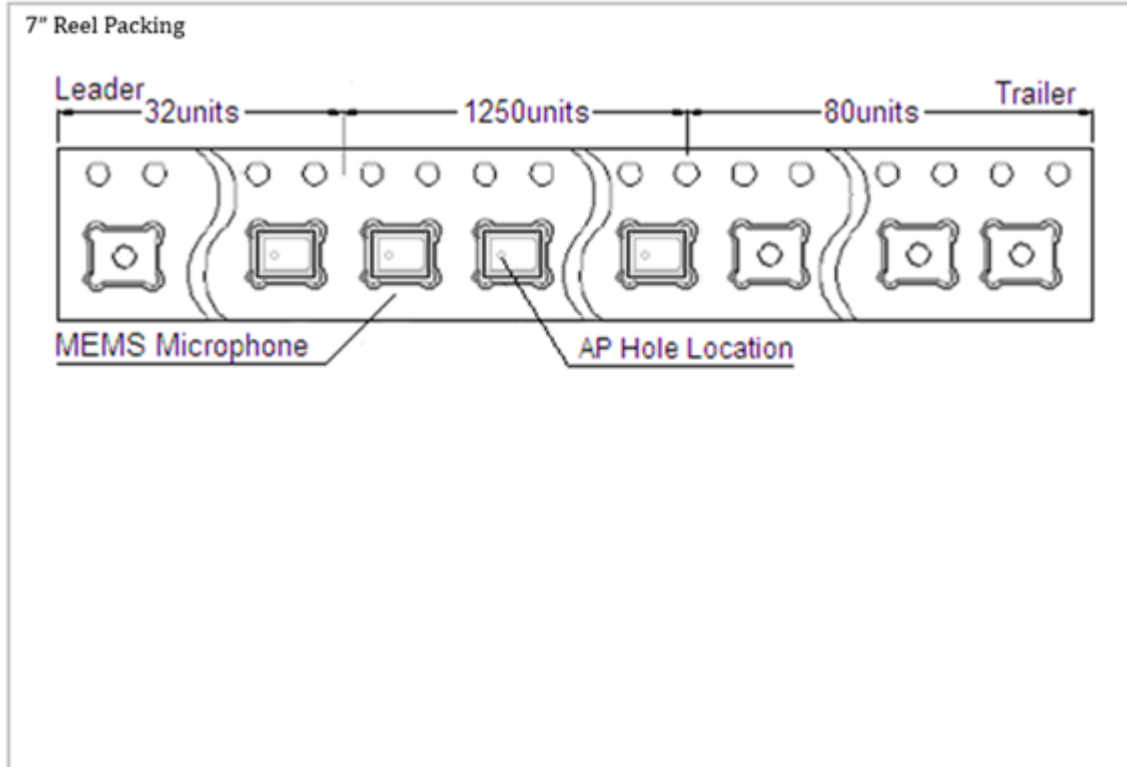 7” Reel Packing
Leader
Trailer
32units
1250units
80units
MEMS Microphone
AP Hole Location